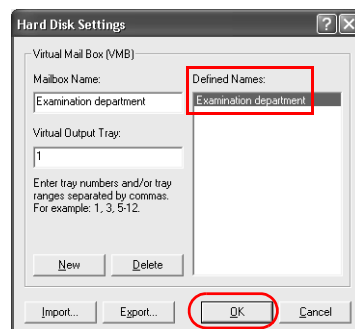 Hard Disk Settings
Virtual Mail Box (VMB)
Mailbox Name:
Examination department
Virtual Output Tray:
1
Enter tray numbers and/or tray
ranges separated by commas.
For example: 1, 3, 5-12.
New
Delete
Defined Names:
Examination department
Import...
Export...
OK
Cancel